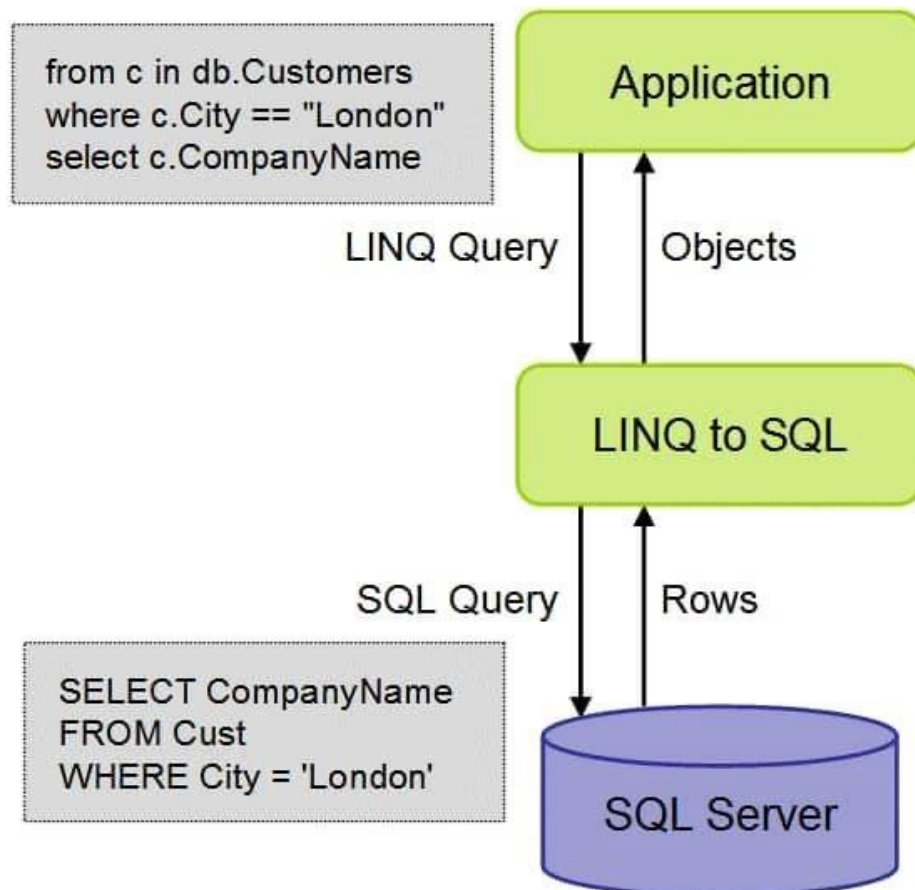 from c in db.Customers
where c.City == "London"
select c.CompanyName
Application
LINQ Query
Objects
LINQ to SQL
SQL Query
Rows
SELECT CompanyName
FROM Cust
WHERE City = 'London'
SQL Server